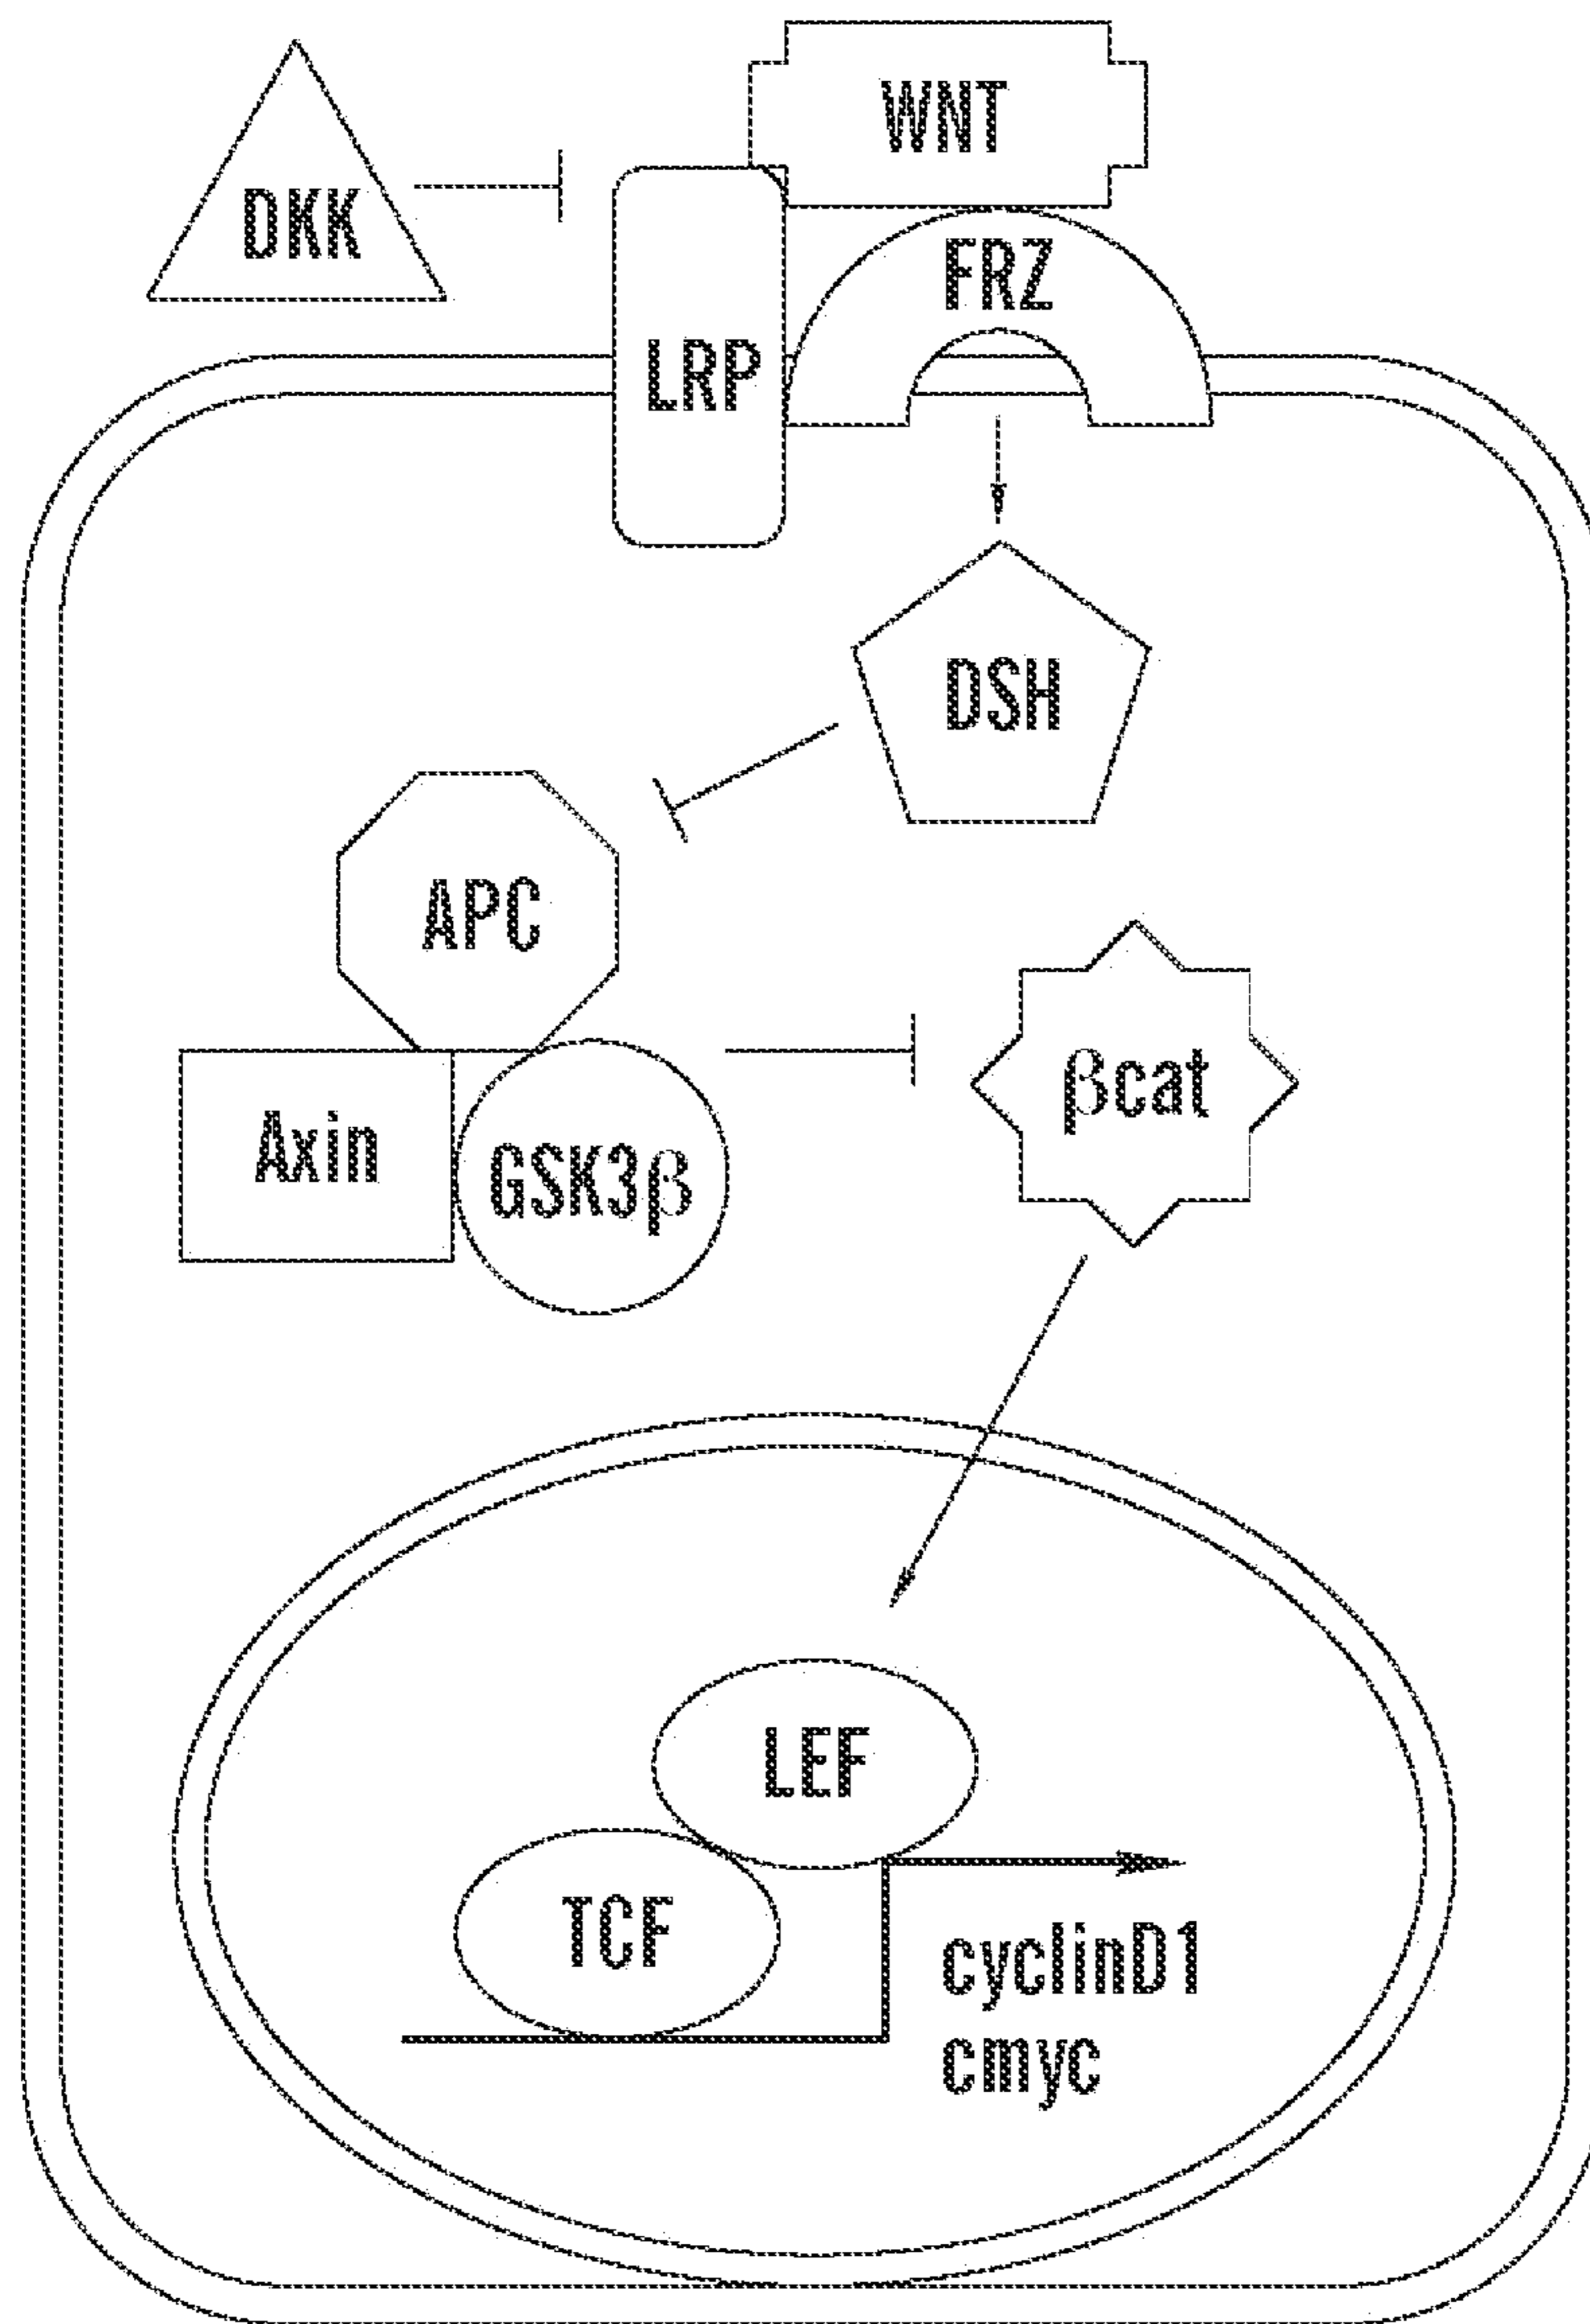 WNT
DKK
FRZ
LRP
DSH
APC
βcat
Axin
GSK3β
LEF
TCF
cyclinD1
cmyc